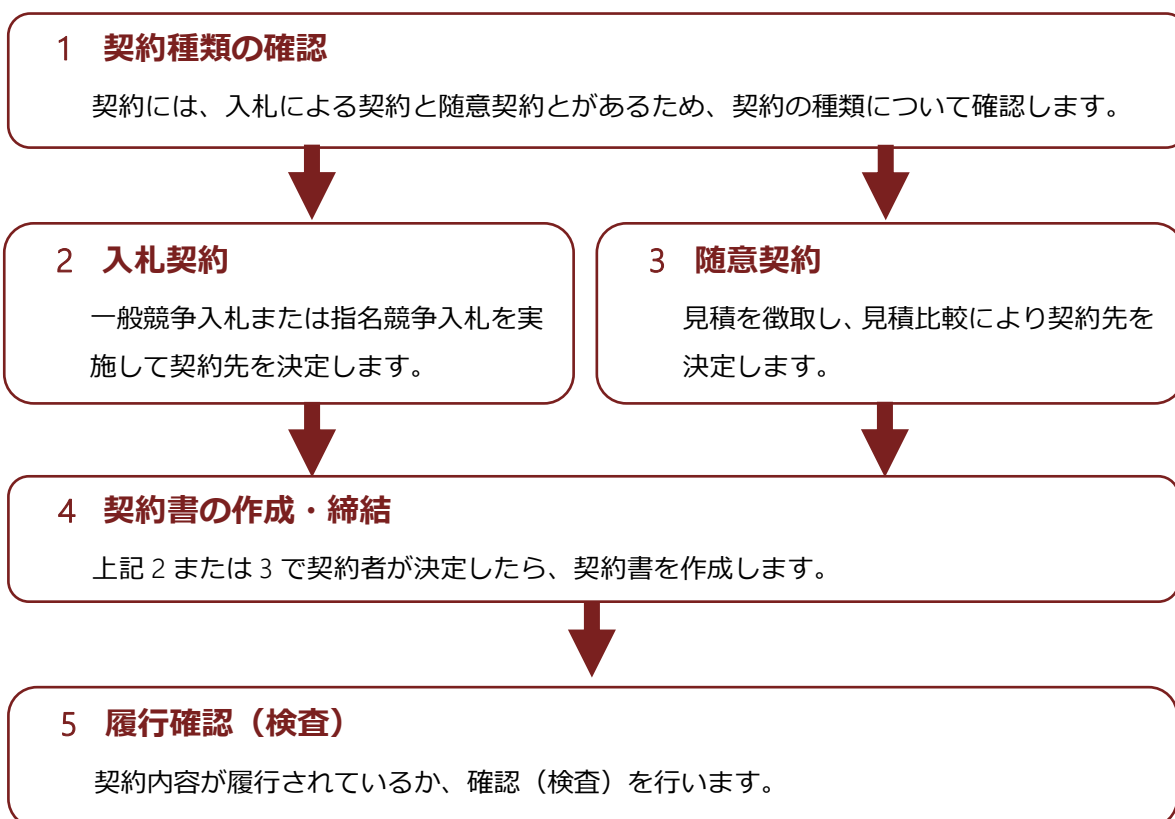 1 契約種類の確認
契約には、入札による契約と随意契約とがあるため、契約の種類について確認します。
2 入札契約
一般競争入札または指名競争入札を実
施して契約先を決定します。
3 随意契約
見積を徴取し、見積比較により契約先を
決定します。
4 契約書の作成・締結
上記 2 または 3 で契約者が決定したら、契約書を作成します。
5 履行確認（検査）
契約内容が履行されているか、確認（検査）を行います。